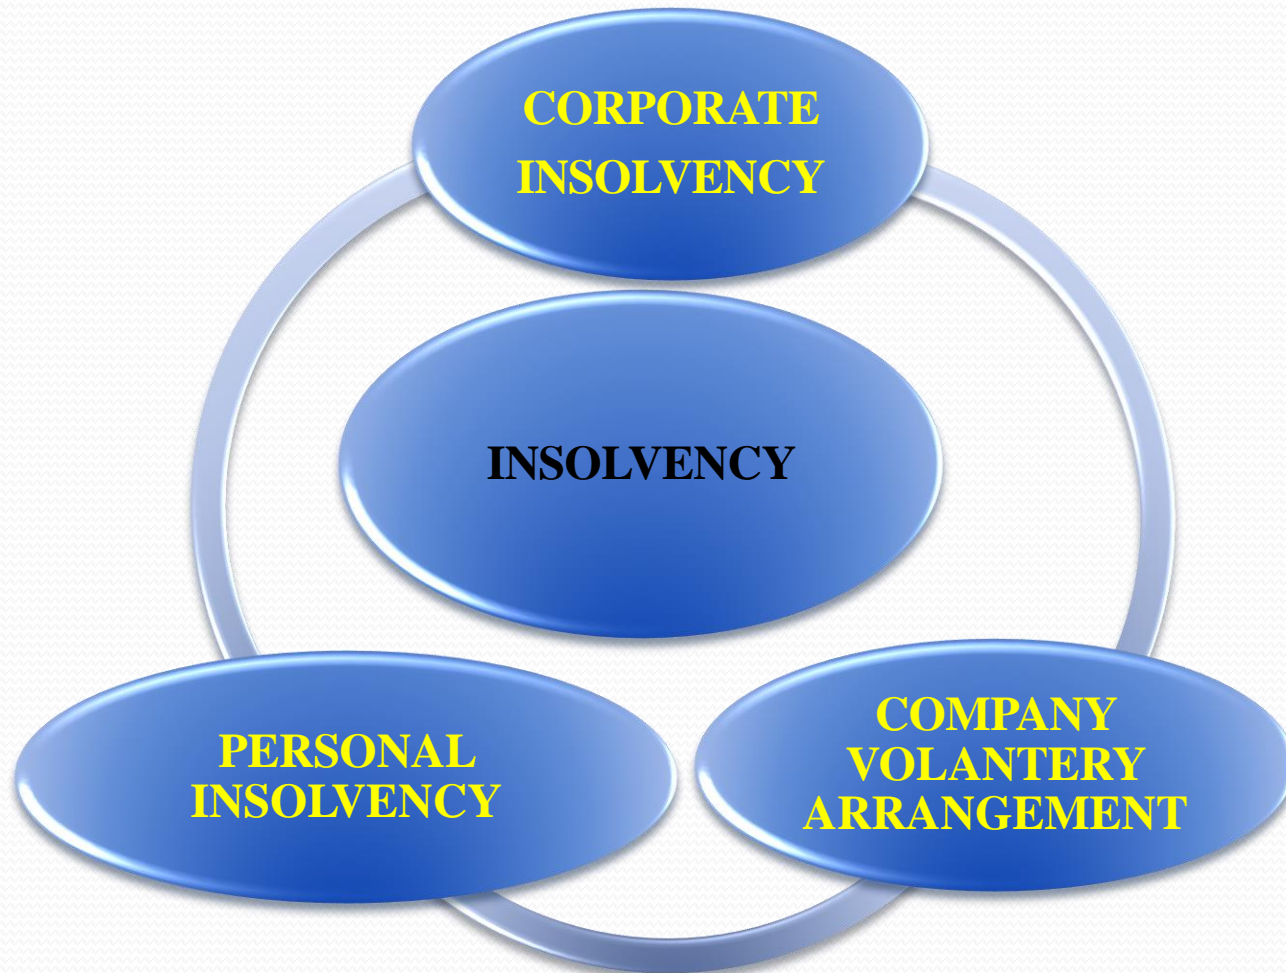 CORPORATE
INSOLVENCY
INSOLVENCY
PERSONAL
INSOLVENCY
COMPANY
VOLANTERY
ARRANGEMENT